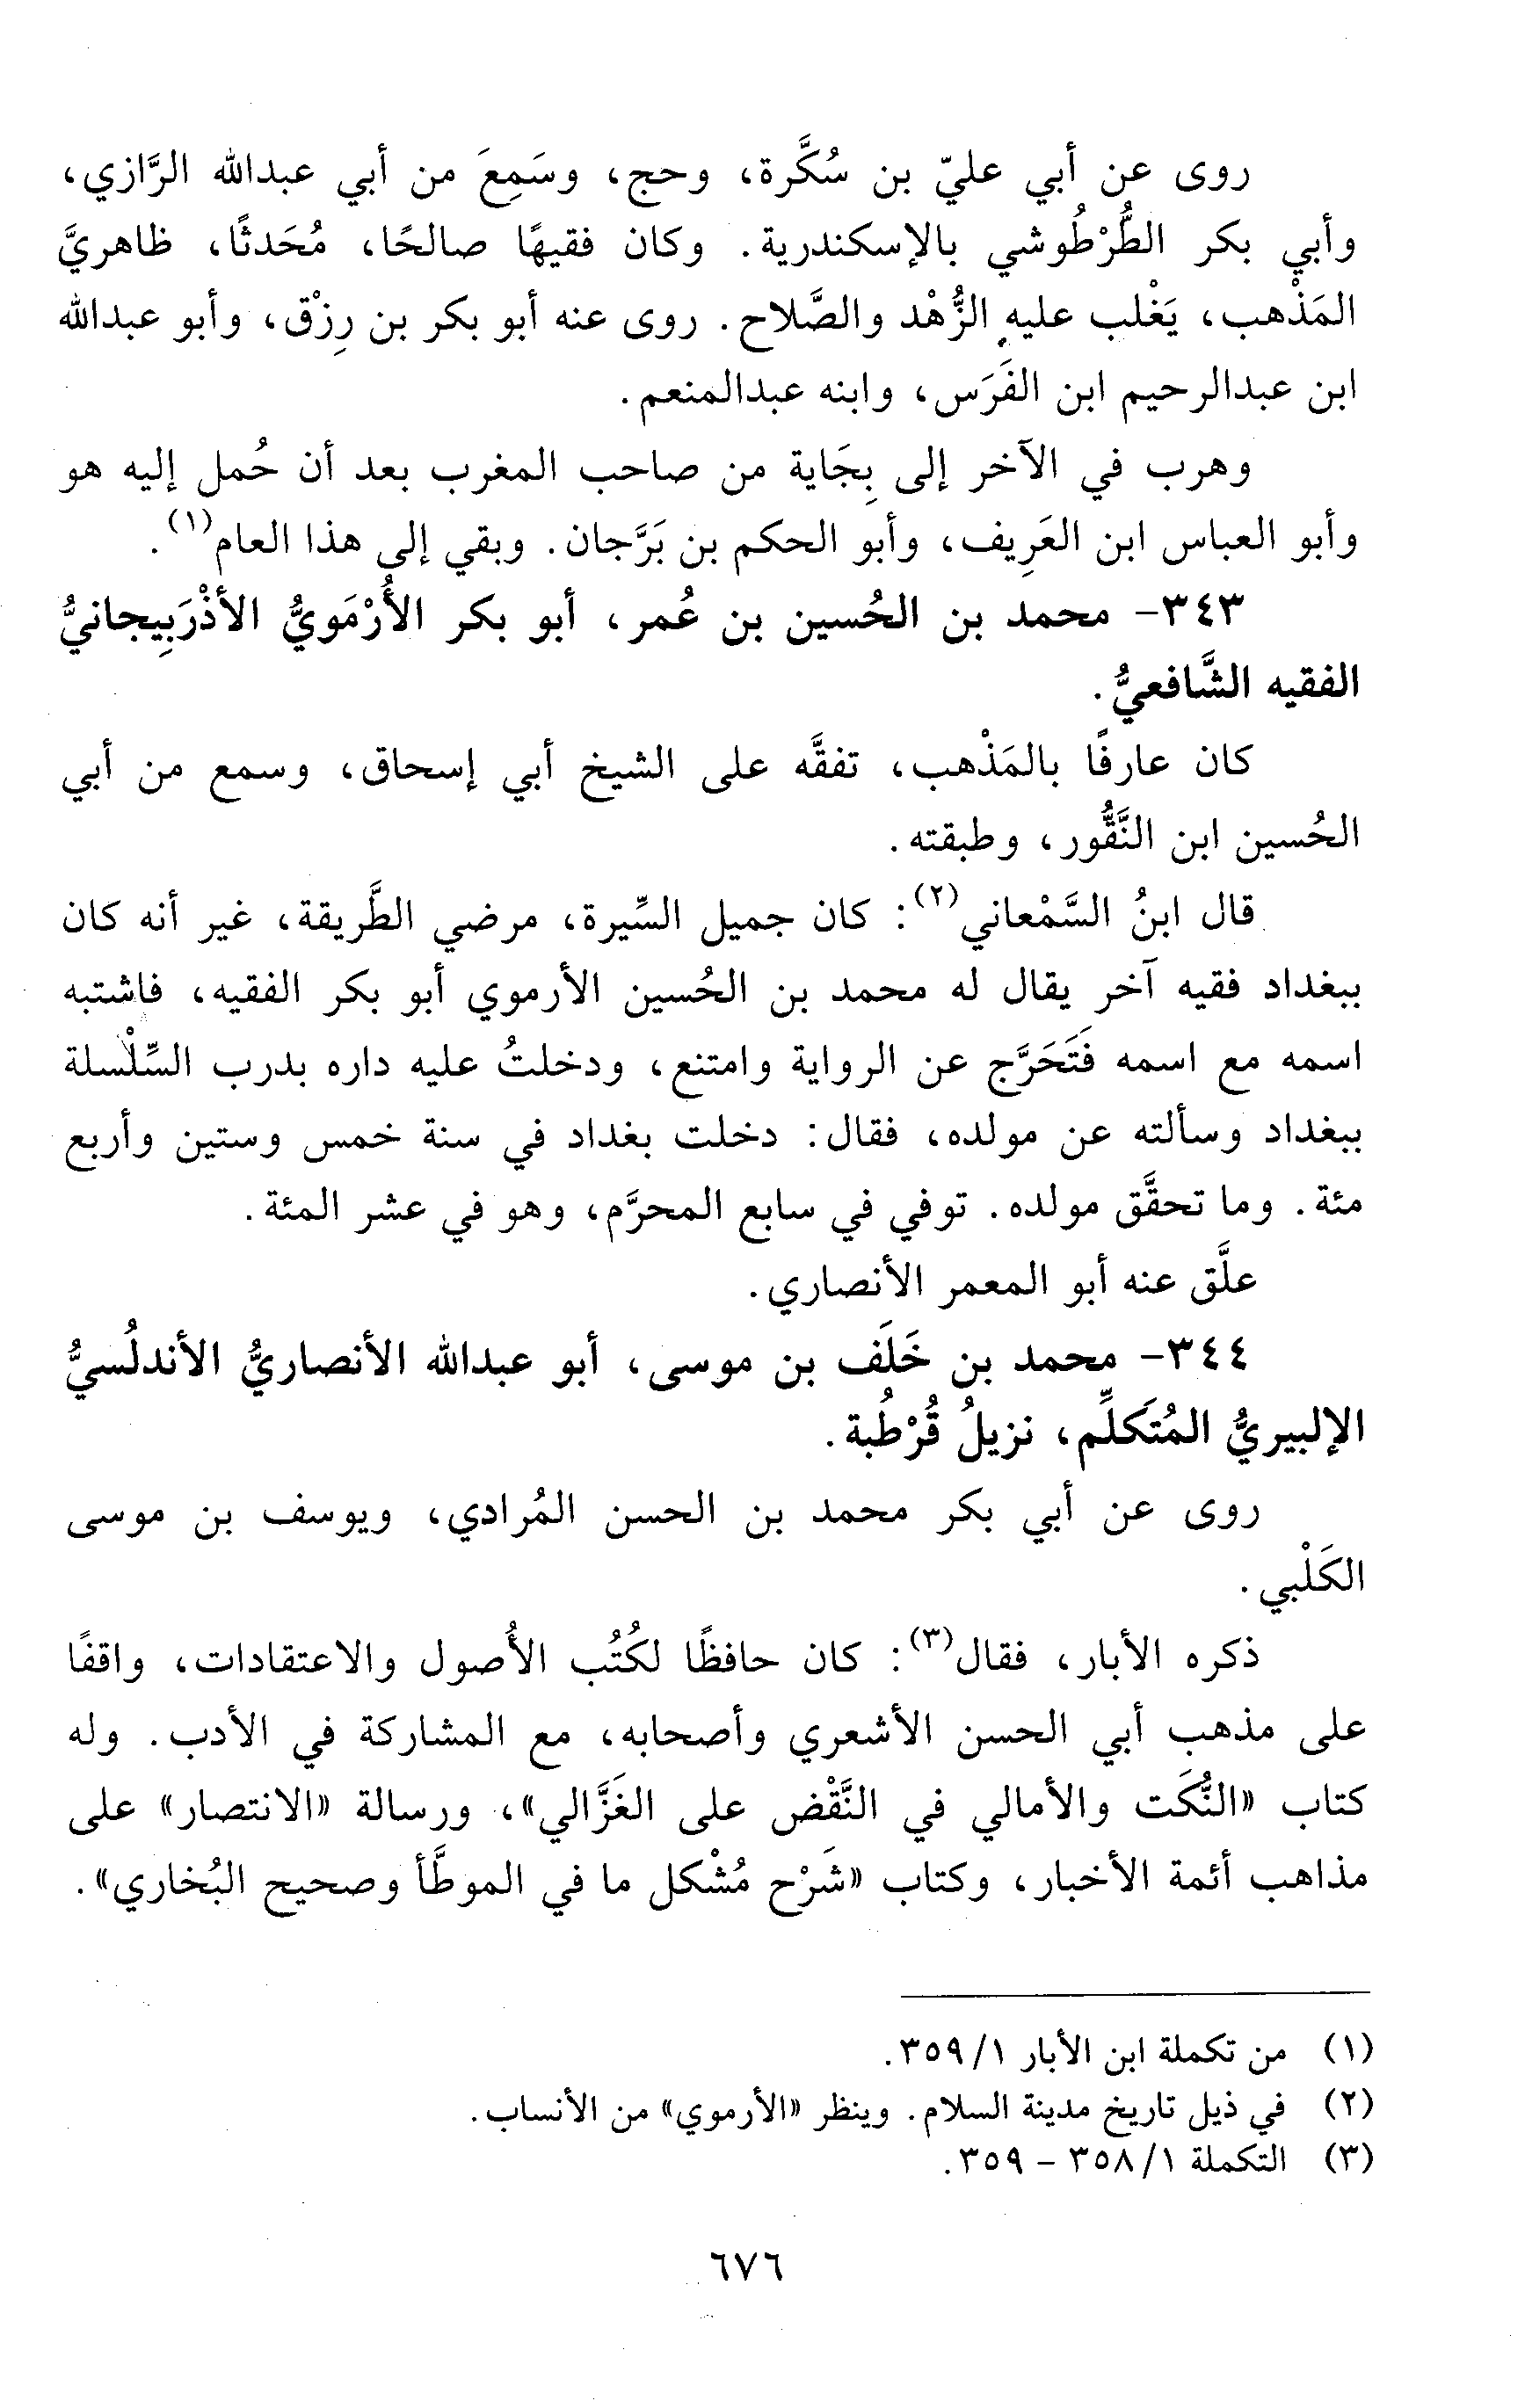 روى عن أبي عليّ بن سُكَّرة، وحج، وسَمِعَ من أبي عبدالله الرَّازي،
وأبي بكر الطُّرْطُوشي بالإسكندرية. وكان فقيهًا صالحًا، مُحَدثًا، ظاهريَّ
المَذْهب، يَغْلب عليه الزُّهْد والصَّلاح. روى عنه أبو بكر بن رِزْق، وأبو عبدالله
ابن عبدالرحيم ابن الفَرَس، وابنه عبدالمنعم.
وهرب في الآخر إلى بِجَاية من صاحب المغرب بعد أن حُمل إليه هو
وأبو العباس ابن العَرِيف، وأبو الحكم بن بَرَّجان. وبقي إلى هذا العام(١).
٣٤٣- محمد بن الحُسين بن عُمر، أبو بكر الأُرْمَويُّ الأذْرَبِيجانيُّ
الفقيه الشَّافعيُّ.
كان عارفًا بالمَذْهب، تفقَّه على الشيخ أبي إسحاق، وسمع من أبي
الحُسين ابن النَّقُّور، وطبقته.
قال ابنُ السَّمْعاني(٢): كان جميل السِّيرة، مرضي الطَّريقة، غير أنه كان
ببغداد فقيه آخر يقال له محمد بن الحُسين الأرموي أبو بكر الفقيه، فاشتبه
اسمه مع اسمه فَتَحَرَّج عن الرواية وامتنع، ودخلتُ عليه داره بدرب السِّلْسلة
ببغداد وسألته عن مولده، فقال: دخلت بغداد في سنة خمس وستين وأربع
مئة. وما تحقَّق مولده. توفي في سابع المحرَّم، وهو في عشر المئة.
علَّق عنه أبو المعمر الأنصاري.
٣٤٤- محمد بن خَلَف بن موسى، أبو عبدالله الأنصاريُّ الأندلُسيُّ
الإلبيريُّ المُتَكلِّم، نزيلُ قُرْطُبة.
روى عن أبي بكر محمد بن الحسن المُرادي، ويوسف بن موسى
الكَلْبي.
ذكره الأبار، فقال(٣): كان حافظًا لكُتُب الأُصول والاعتقادات، واقفًا
على مذهب أبي الحسن الأشعري وأصحابه، مع المشاركة في الأدب. وله
كتاب «النُّكَت والأمالي في النَّقْض على الغَزَّالي»، ورسالة «الانتصار» على
مذاهب أئمة الأخبار، وكتاب «شَرْح مُشْكل ما في الموطَّأ وصحيح البُخاري».
(١) من تكملة ابن الأبار ١/ ٣٥٩.
(٢) في ذيل تاريخ مدينة السلام. وينظر «الأرموي» من الأنساب.
(٣) التكملة ١/ ٣٥٨ - ٣٥٩.
٦٧٦